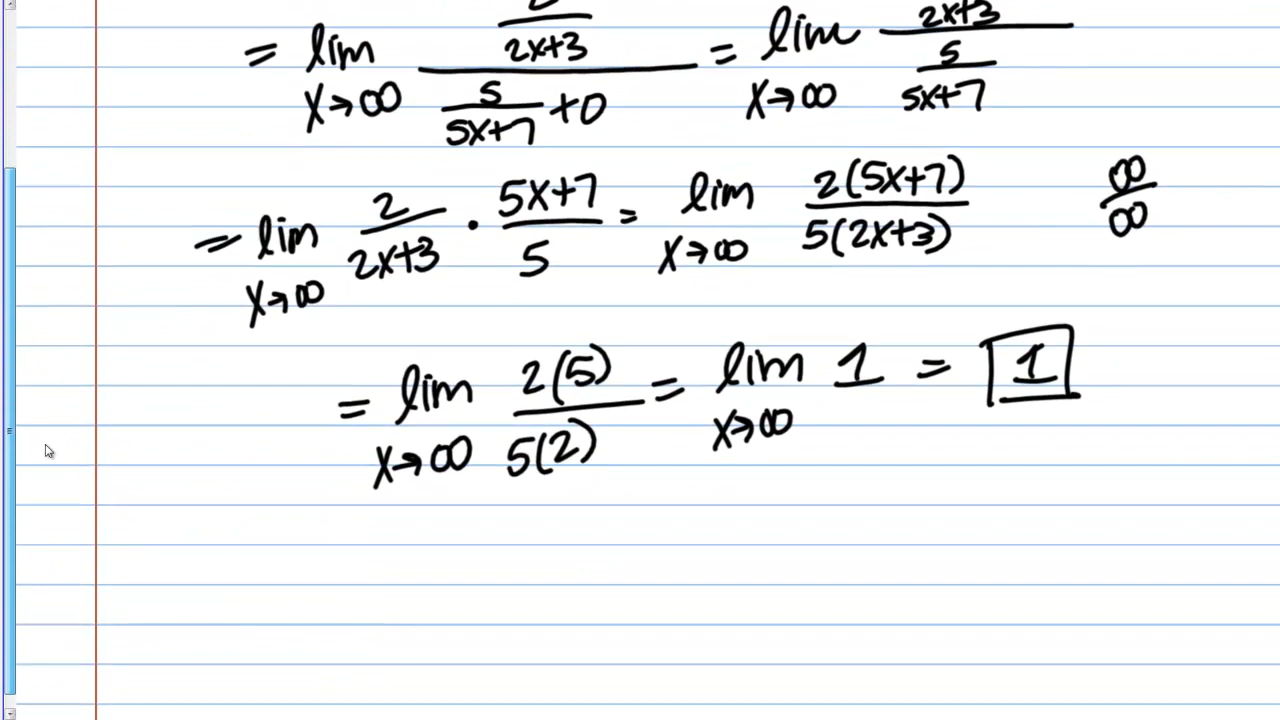 = lim x→∞ (2/(2x+3))/(5/(5x+7) + 0) = lim x→∞ (2x+3)/(5/(5x+7))
= lim x→∞ 2/(2x+3) · (5x+7)/5 = lim x→∞ 2(5x+7)/5(2x+3) ∞/∞
= lim x→∞ 2(5)/5(2) = lim x→∞ 1 = 1